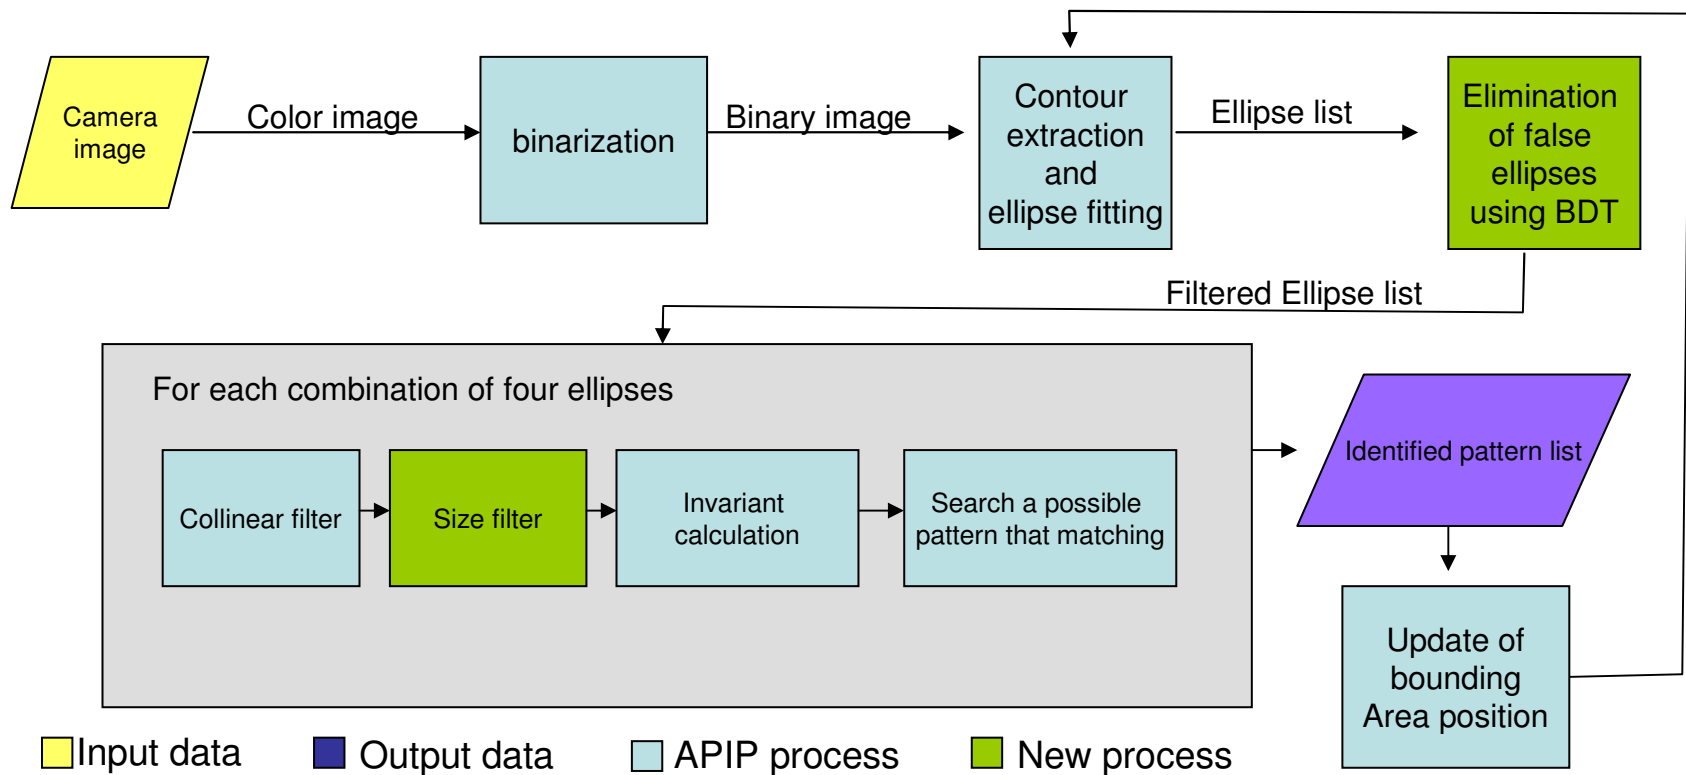 Camera
image
Color image
binarization
Binary image
Contour
extraction
and
ellipse fitting
Ellipse list
Elimination
of false
ellipses
using BDT
Filtered Ellipse list
For each combination of four ellipses
Collinear filter
Size filter
Invariant
calculation
Search a possible
pattern that matching
Identified pattern list
Update of
bounding
Area position
Input data
Output data
APIP process
New process